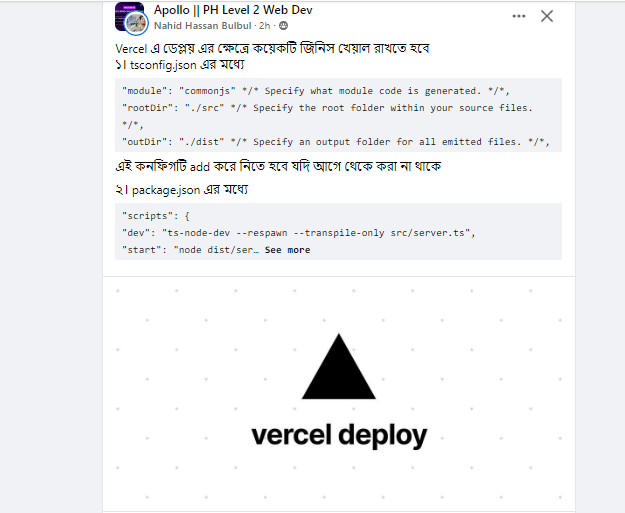 Apollo || PH Level 2 Web Dev
Nahid Hassan Bulbul · 2h ·
Vercel এ ডেপ্লয় এর ক্ষেত্রে কয়েকটি জিনিস খেয়াল রাখতে হবে
১। tsconfig.json এর মধ্যে
"module": "commonjs" */* Specify what module code is generated. */*,
"rootDir": "./src" */* Specify the root folder within your source files.
*/*,
"outDir": "./dist" */* Specify an output folder for all emitted files. */*,
এই কনফিগটি add করে নিতে হবে যদি আগে থেকে করা না থাকে
২। package.json এর মধ্যে
"scripts": {
"dev": "ts-node-dev --respawn --transpile-only src/server.ts",
"start": "node dist/ser… See more
vercel deploy